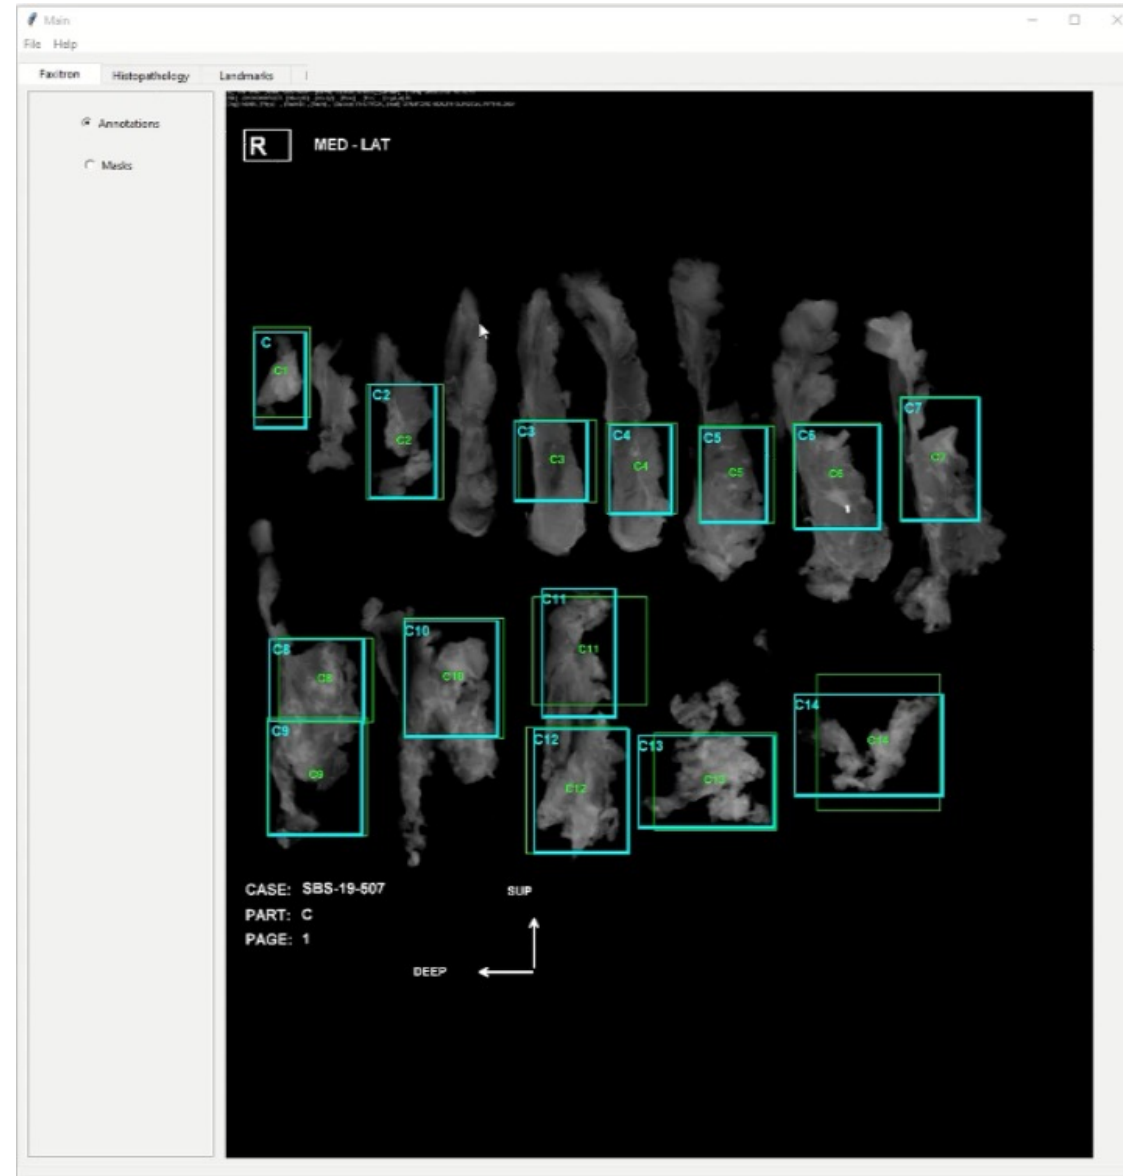 Main
File Help
Faxitron Histopathology Landmarks
Annotations
Masks
R MED - LAT
C
C1
C2
C2
C3
C3
C4
C4
C5
C5
C6
C6
C7
C7
C8
C8
C9
C9
C10
C10
C11
C11
C12
C12
C13
C13
C14
C14
CASE: SBS-19-507
PART: C
PAGE: 1
SUP
DEEP